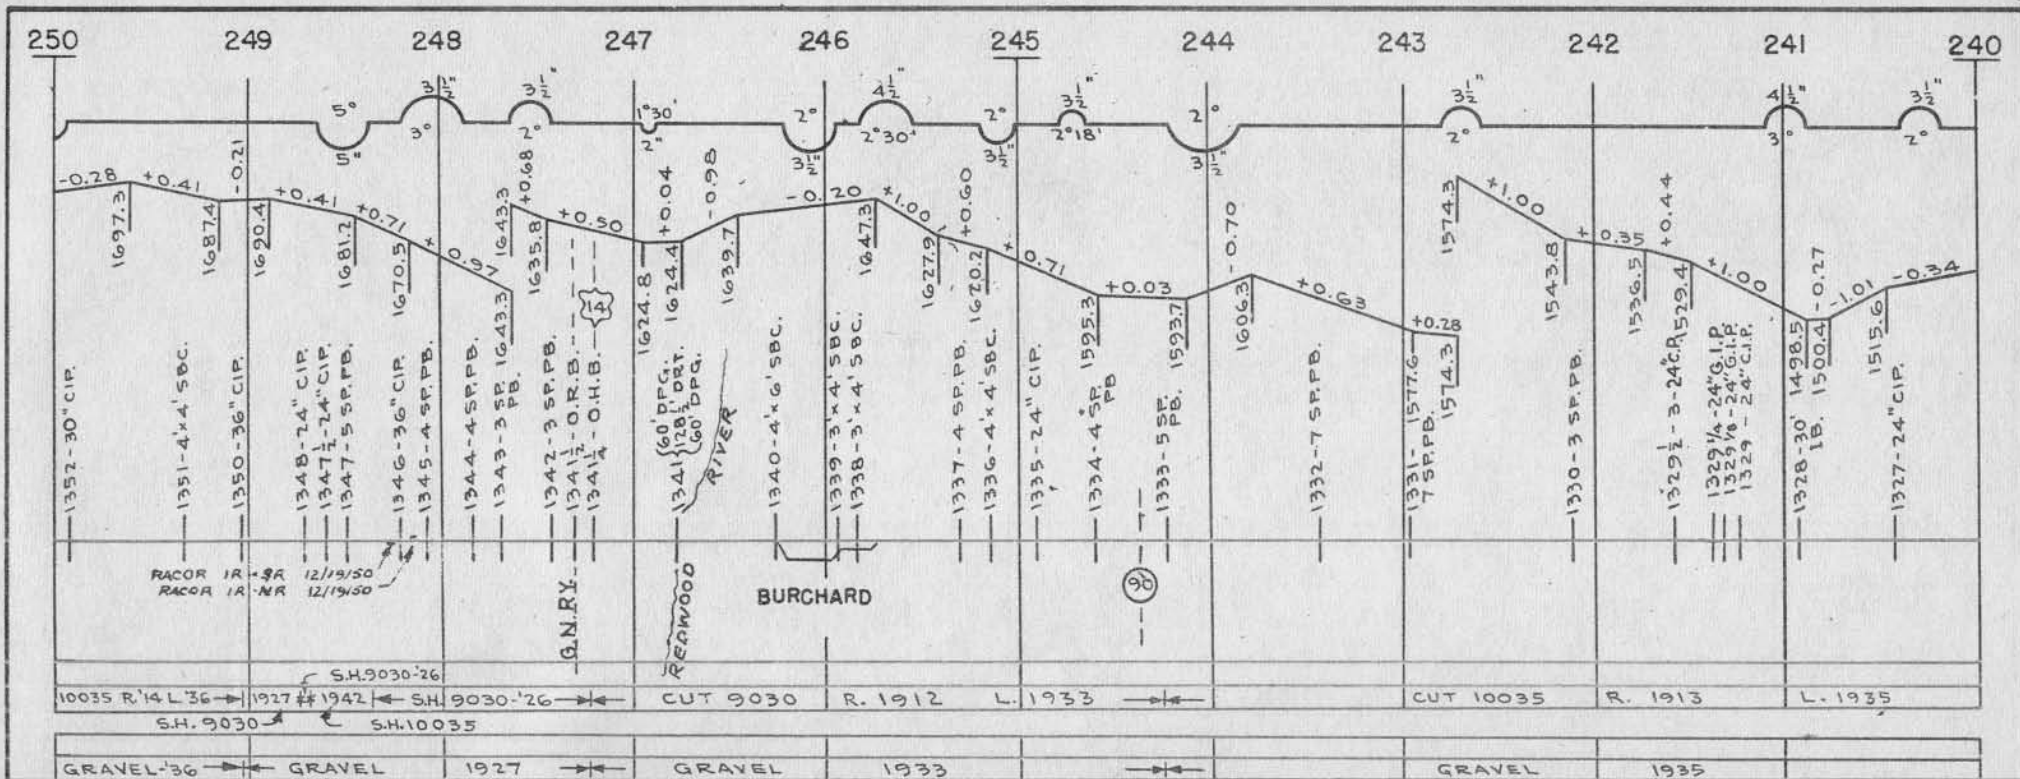 250 249 248 247 246 245 244 243 242 241 240
5° 5"
3½" 3°
3½" 2°
1°30' 2"
2° 3½"
4½" 2°30'
2° 3½"
3½" 2°18'
2° 3½"
3½" 2°
4½" 3°
3½" 2°
-0.28 +0.41 -0.21 +0.41 +0.71 +0.97 +0.68 +0.50 +0.04 -0.98 -0.20 +1.00 +0.60 +0.71 +0.03 -0.70 +0.63 +0.28 +1.00 +0.35 +0.44 +1.00 -0.27 -1.01 -0.34
1697.3
1687.4
1690.4
1681.2
1670.5
1643.3
1643.3
1635.8
14
1624.8
1624.4
1639.7
1647.3
1627.9
1620.2
1595.3
1593.7
1606.3
1577.6
1574.3
1574.3
1543.8
1536.5
1529.4
1498.5
1500.4
1515.6
1352-30" CIP.
1351-4'x4' SBC.
1350-36" CIP.
1348-24" CIP.
1347½-24" CIP.
1347-5 SP. PB.
1346-36" CIP.
1345-4 SP. PB.
1344-4 SP. PB.
1343-3 SP. PB.
1342-3 SP. PB.
1341½-O.R.B.
1341¼-O.H.B.
1341 {60' DPG. 128½' DRT. 60' DPG.
REDWOOD RIVER
1340-4'x6' SBC.
1339-3'x4' SBC.
1338-3'x4' SBC.
1337-4 SP. PB.
1336-4'x4' SBC.
1335-24" CIP.
1334-4 SP. PB
1333-5 SP. PB.
1332-7 SP. PB.
1331-7 SP. PB.
1330-3 SP. PB.
1329½-3-24" C.P.
1329¼-24" G.I.P.
1329⅛-24" G.I.P.
1329-24" C.I.P.
1328-30' IB.
1327-24" CIP.
RACOR 1R-SR 12/19/50
RACOR 1R-NR 12/19/50
G.N.RY.
BURCHARD
S.H. 9030-'26
10035 R.'14 L.'36 1927 1942 S.H. 9030-'26 CUT 9030 R. 1912 L. 1933 CUT 10035 R. 1913 L. 1935
S.H. 9030 S.H. 10035
GRAVEL-'36 GRAVEL 1927 GRAVEL 1933 GRAVEL 1935